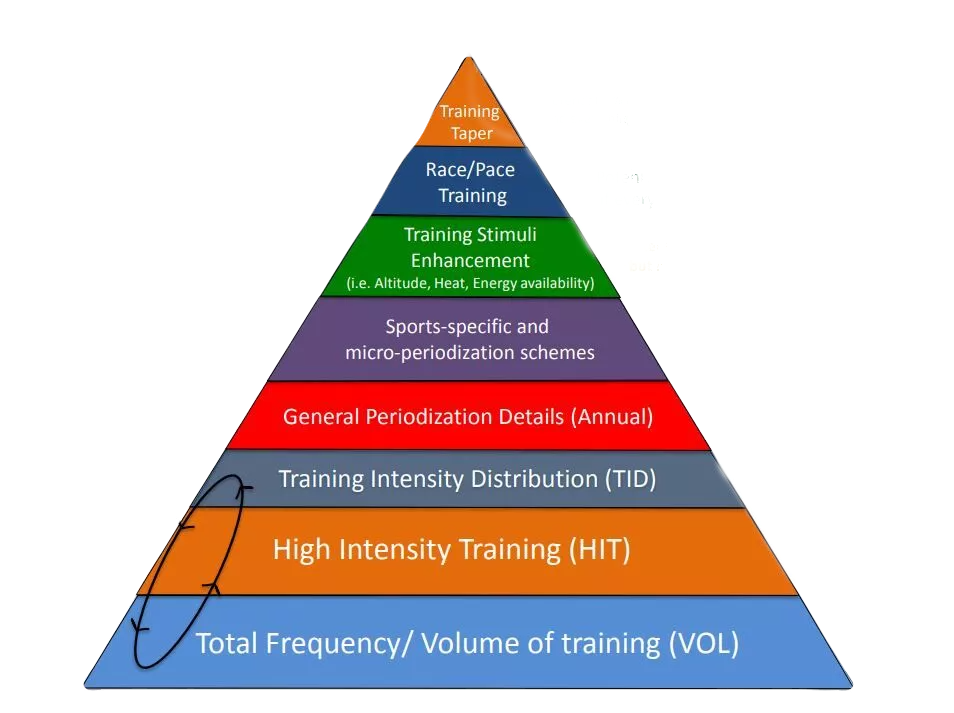 Training
Taper
Race/Pace
Training
Training Stimuli
Enhancement
(i.e. Altitude, Heat, Energy availability)
Sports-specific and
micro-periodization schemes
General Periodization Details (Annual)
Training Intensity Distribution (TID)
High Intensity Training (HIT)
Total Frequency/ Volume of training (VOL)